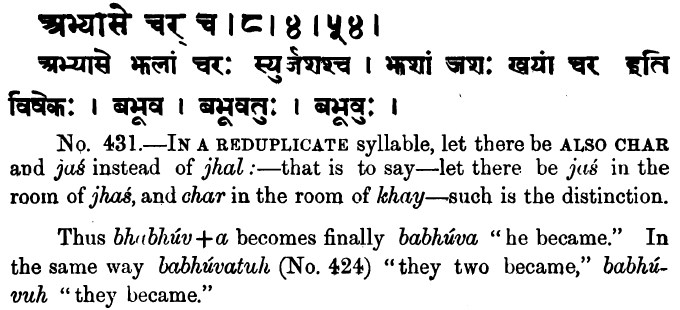 अभ्यासे चर् च । ८ । ४ । ५४ ।
अभ्यासे झलां चरः स्युर्जशश्च । झशां जशः खयां चर इति
विवेकः । बभूव । बभूवतुः । बभूवुः ।
No. 431.—IN A REDUPLICATE syllable, let there be ALSO CHAR
and jaś instead of jhal :—that is to say—let there be jaś in the
room of jhaś, and char in the room of khay—such is the distinction.
Thus bhabhúv+a becomes finally babhúva “he became.” In
the same way babhúvatuh (No. 424) “they two became,” babhú-
vuh “they became.”